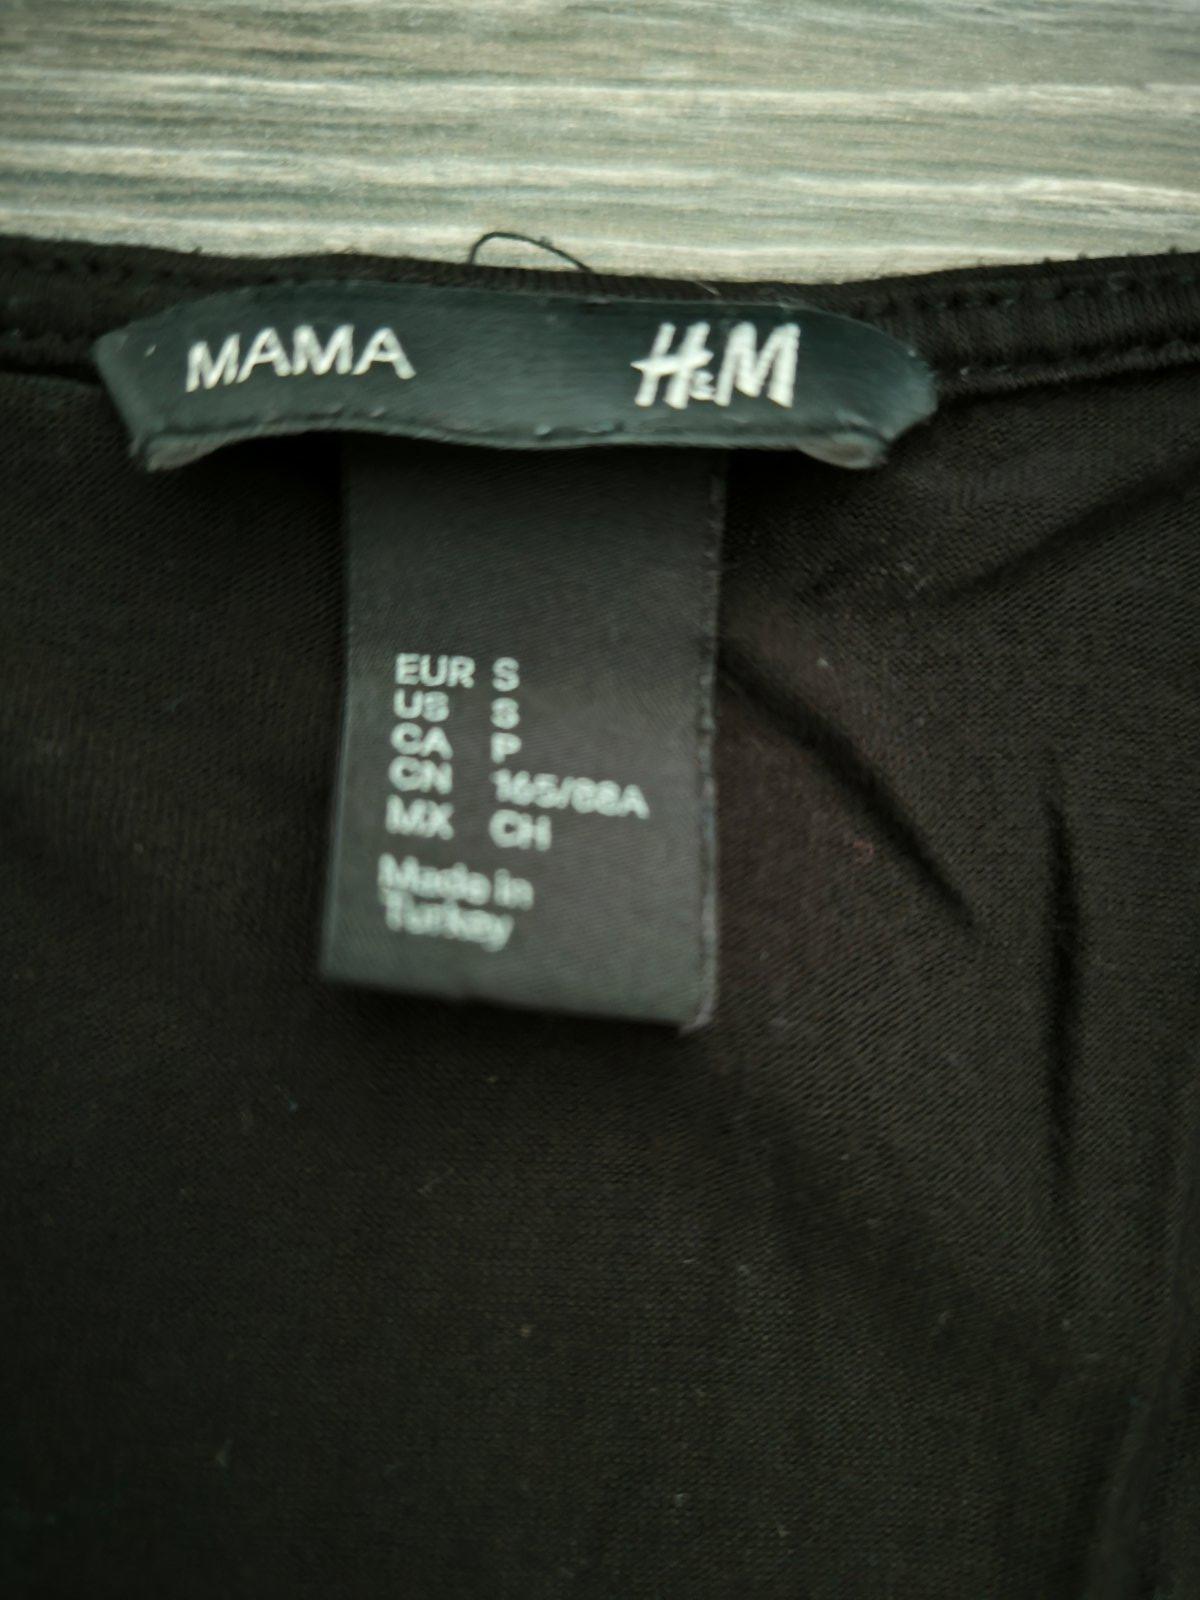 MAMA H&M
EUR S
US S
CA P
CN 165/88A
MX CH
Made in
Turkey